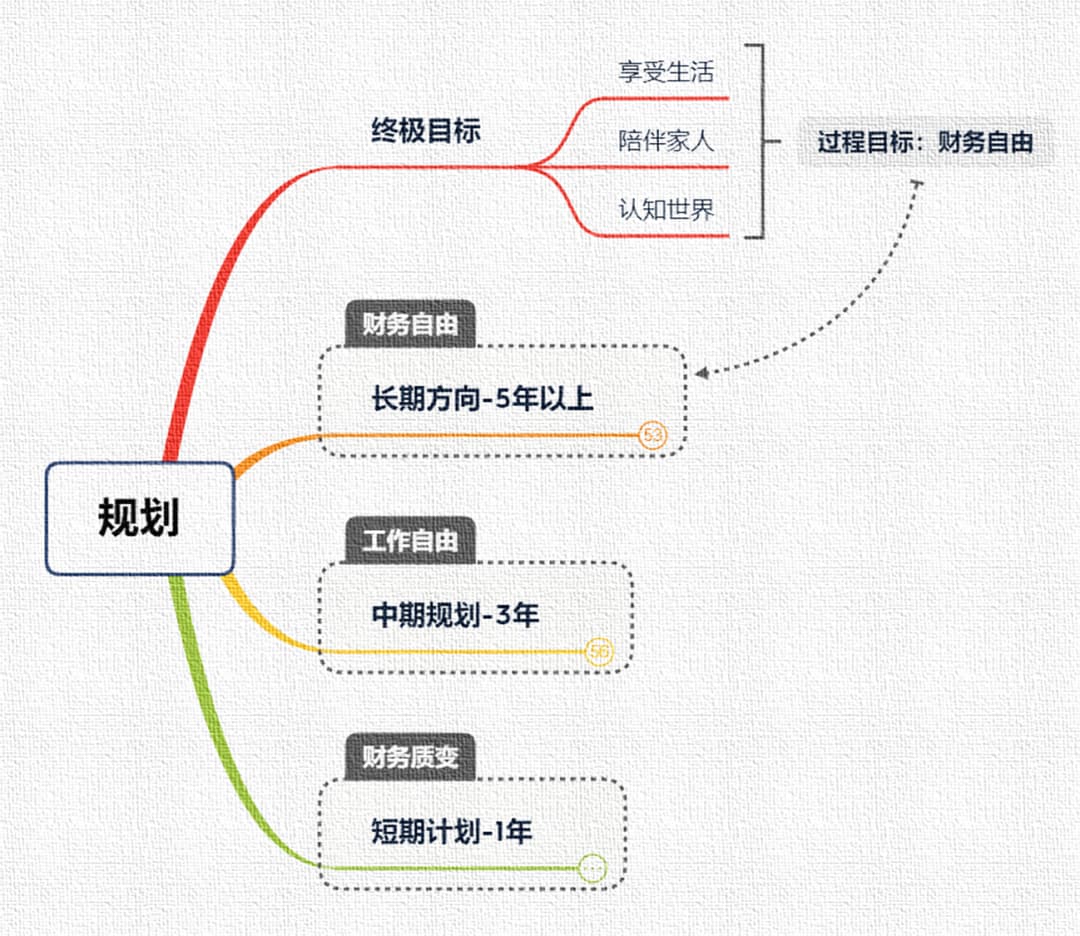 终极目标
享受生活
陪伴家人
认知世界
过程目标：财务自由
财务自由
长期方向-5年以上
53
规划
工作自由
中期规划-3年
56
财务质变
短期计划-1年
...